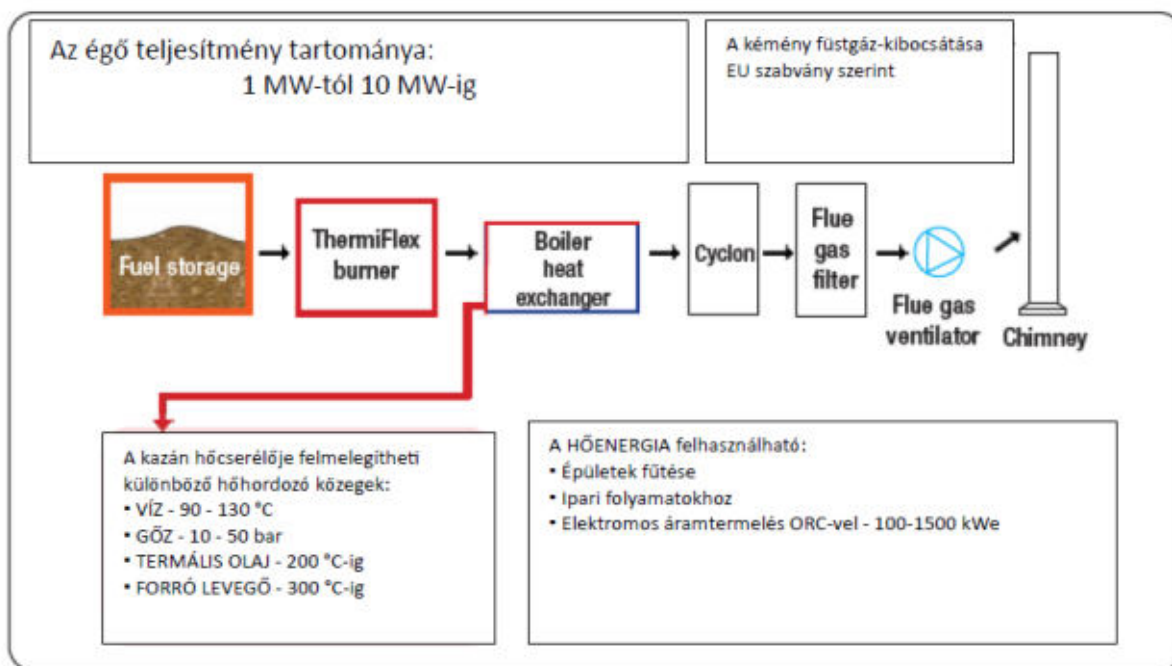 Az égő teljesítmény tartománya:
1 MW-tól 10 MW-ig
A kémény füstgáz-kibocsátása
EU szabvány szerint
Fuel storage
ThermiFlex
burner
Boiler
heat
exchanger
Cyclon
Flue
gas
filter
Flue gas
ventilator
Chimney
A kazán hőcserélője felmelegítheti
különböző hőhordozó közegek:
• VÍZ - 90 - 130 °C
• GŐZ - 10 - 50 bar
• TERMÁLIS OLAJ - 200 °C-ig
• FORRÓ LEVEGŐ - 300 °C-ig
A HŐENERGIA felhasználható:
• Épületek fűtése
• Ipari folyamatokhoz
• Elektromos áramtermelés ORC-vel - 100-1500 kWe